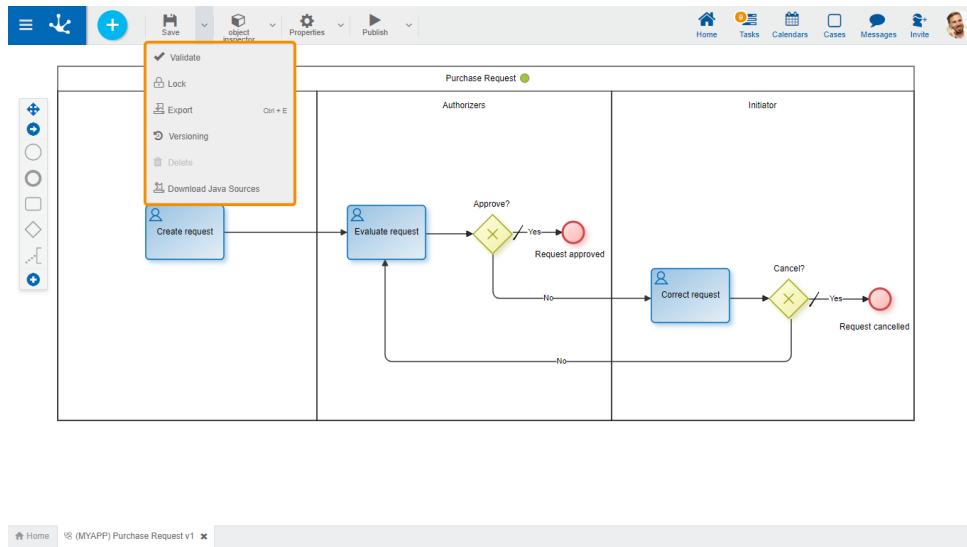 Save
object
inspector
Properties
Publish
Home
9
Tasks
Calendars
Cases
Messages
Invite
Validate
Lock
Export Ctrl + E
Versioning
Delete
Download Java Sources
Purchase Request
Authorizers
Initiator
Create request
Evaluate request
Approve?
Yes
Request approved
No
Correct request
Cancel?
Yes
Request cancelled
No
Home
(MYAPP) Purchase Request v1